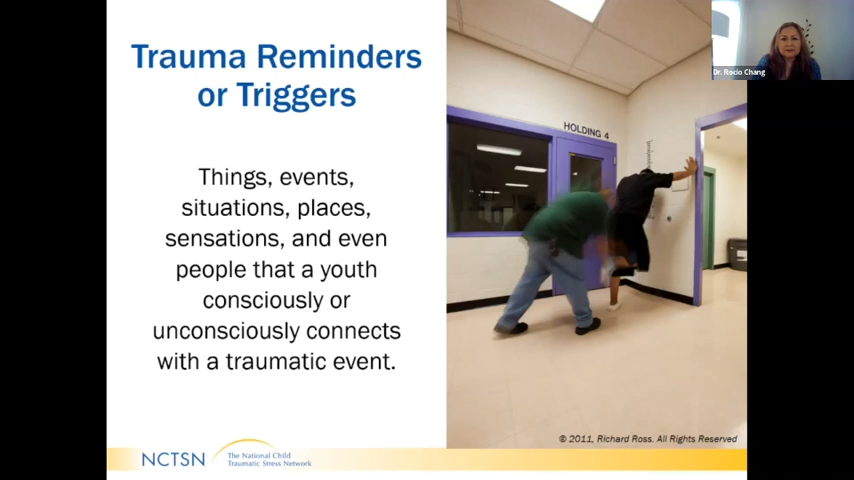 Trauma Reminders
or Triggers
Things, events,
situations, places,
sensations, and even
people that a youth
consciously or
unconsciously connects
with a traumatic event.
HOLDING 4
© 2011, Richard Ross. All Rights Reserved
NCTSN
The National Child
Traumatic Stress Network
Dr. Rocio Chang